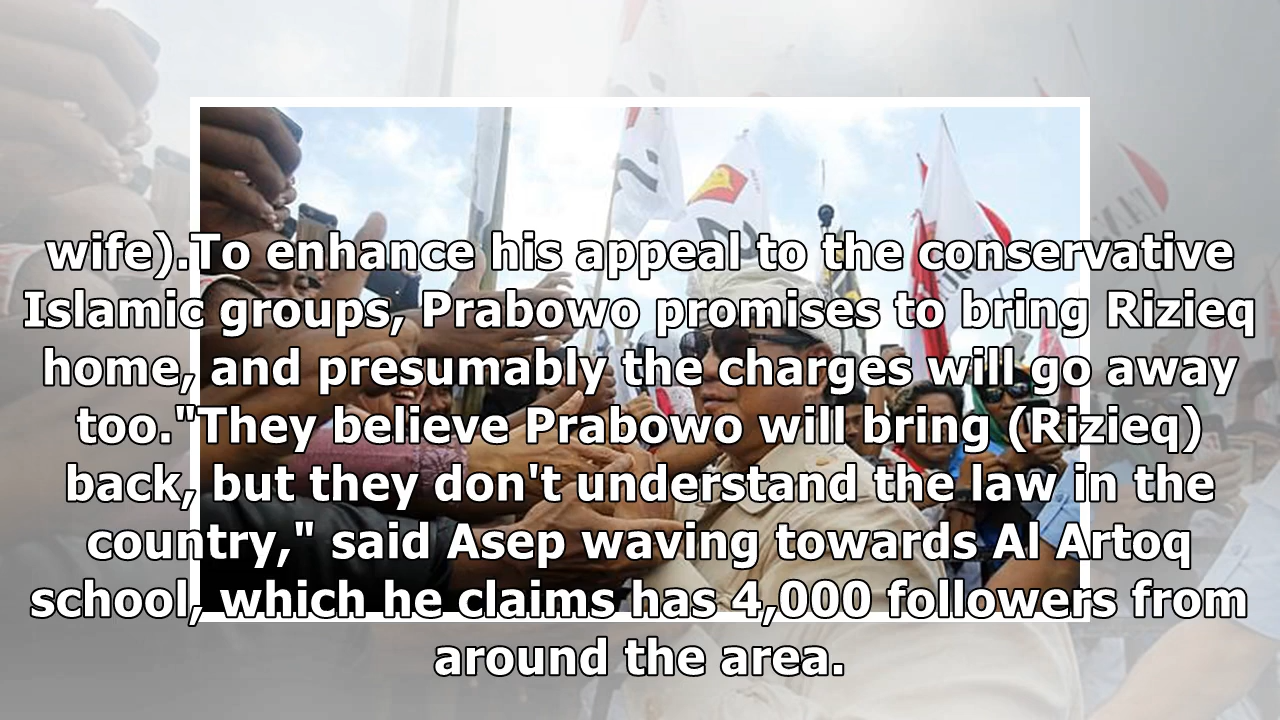 wife).To enhance his appeal to the conservative
Islamic groups, Prabowo promises to bring Rizieq
home, and presumably the charges will go away
too."They believe Prabowo will bring (Rizieq)
back, but they don't understand the law in the
country," said Asep waving towards Al Artoq
school, which he claims has 4,000 followers from
around the area.